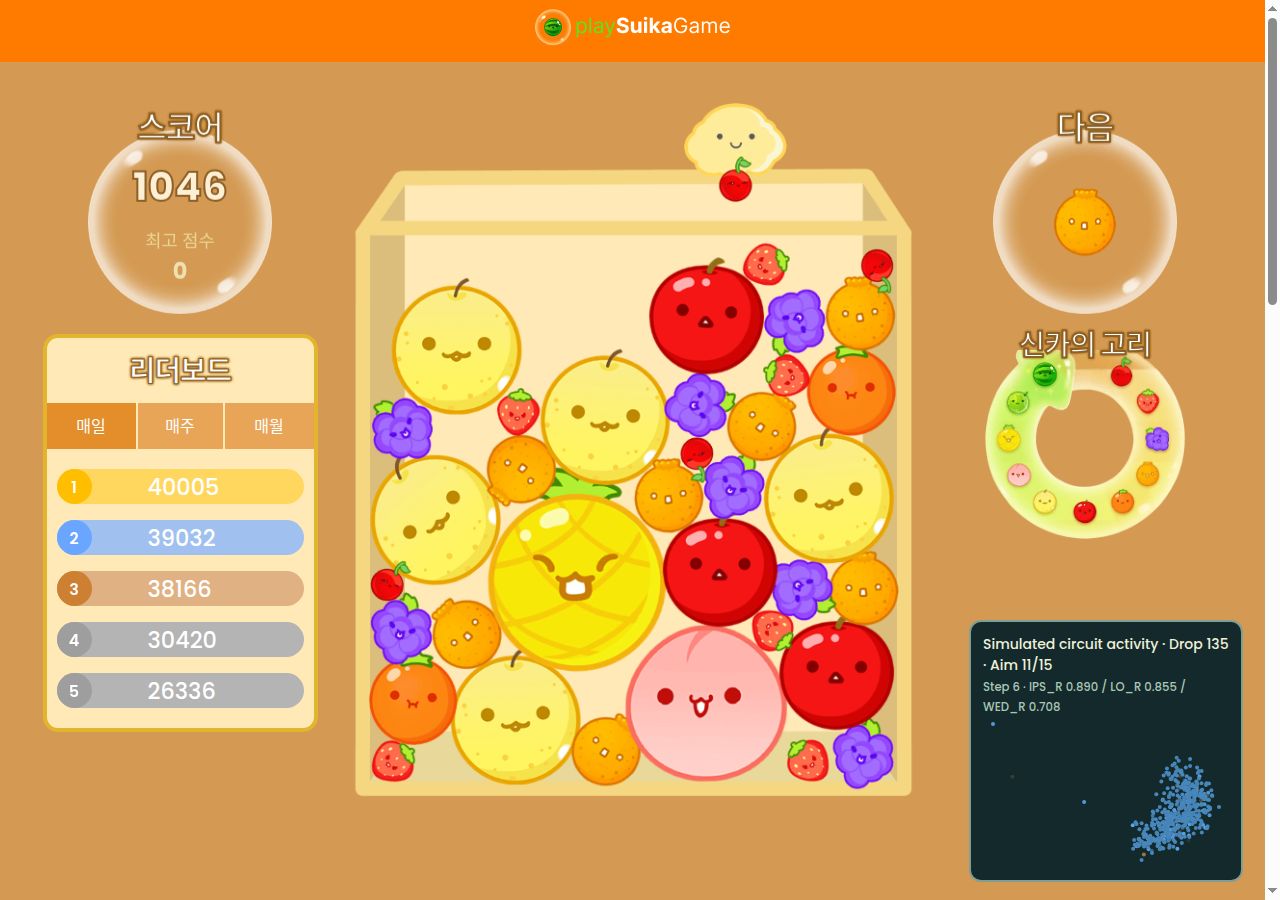 playSuikaGame
스코어
1046
최고 점수
0
다음
리더보드
매일 매주 매월
1 40005
2 39032
3 38166
4 30420
5 26336
신카의 고리
Simulated circuit activity · Drop 135
· Aim 11/15
Step 6 · IPS_R 0.890 / LO_R 0.855 /
WED_R 0.708